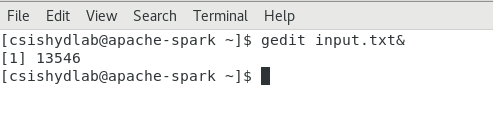 File Edit View Search Terminal Help
[csishydlab@apache-spark ~]$ gedit input.txt&
[1] 13546
[csishydlab@apache-spark ~]$